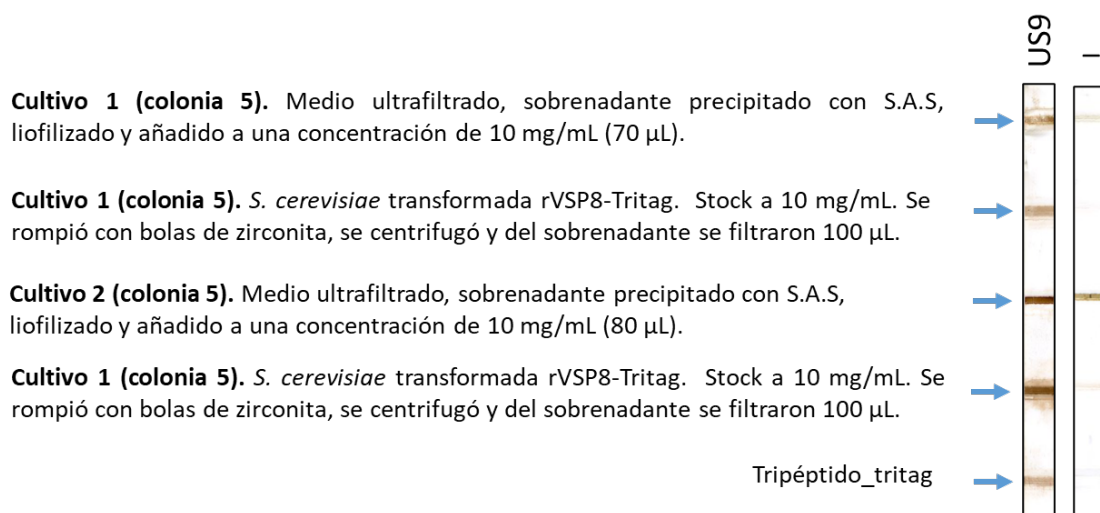 US9
Cultivo 1 (colonia 5). Medio ultrafiltrado, sobrenadante precipitado con S.A.S,
liofilizado y añadido a una concentración de 10 mg/mL (70 µL).
Cultivo 1 (colonia 5). S. cerevisiae transformada rVSP8-Tritag. Stock a 10 mg/mL. Se
rompió con bolas de zirconita, se centrifugó y del sobrenadante se filtraron 100 µL.
Cultivo 2 (colonia 5). Medio ultrafiltrado, sobrenadante precipitado con S.A.S,
liofilizado y añadido a una concentración de 10 mg/mL (80 µL).
Cultivo 1 (colonia 5). S. cerevisiae transformada rVSP8-Tritag. Stock a 10 mg/mL. Se
rompió con bolas de zirconita, se centrifugó y del sobrenadante se filtraron 100 µL.
Tripéptido_tritag